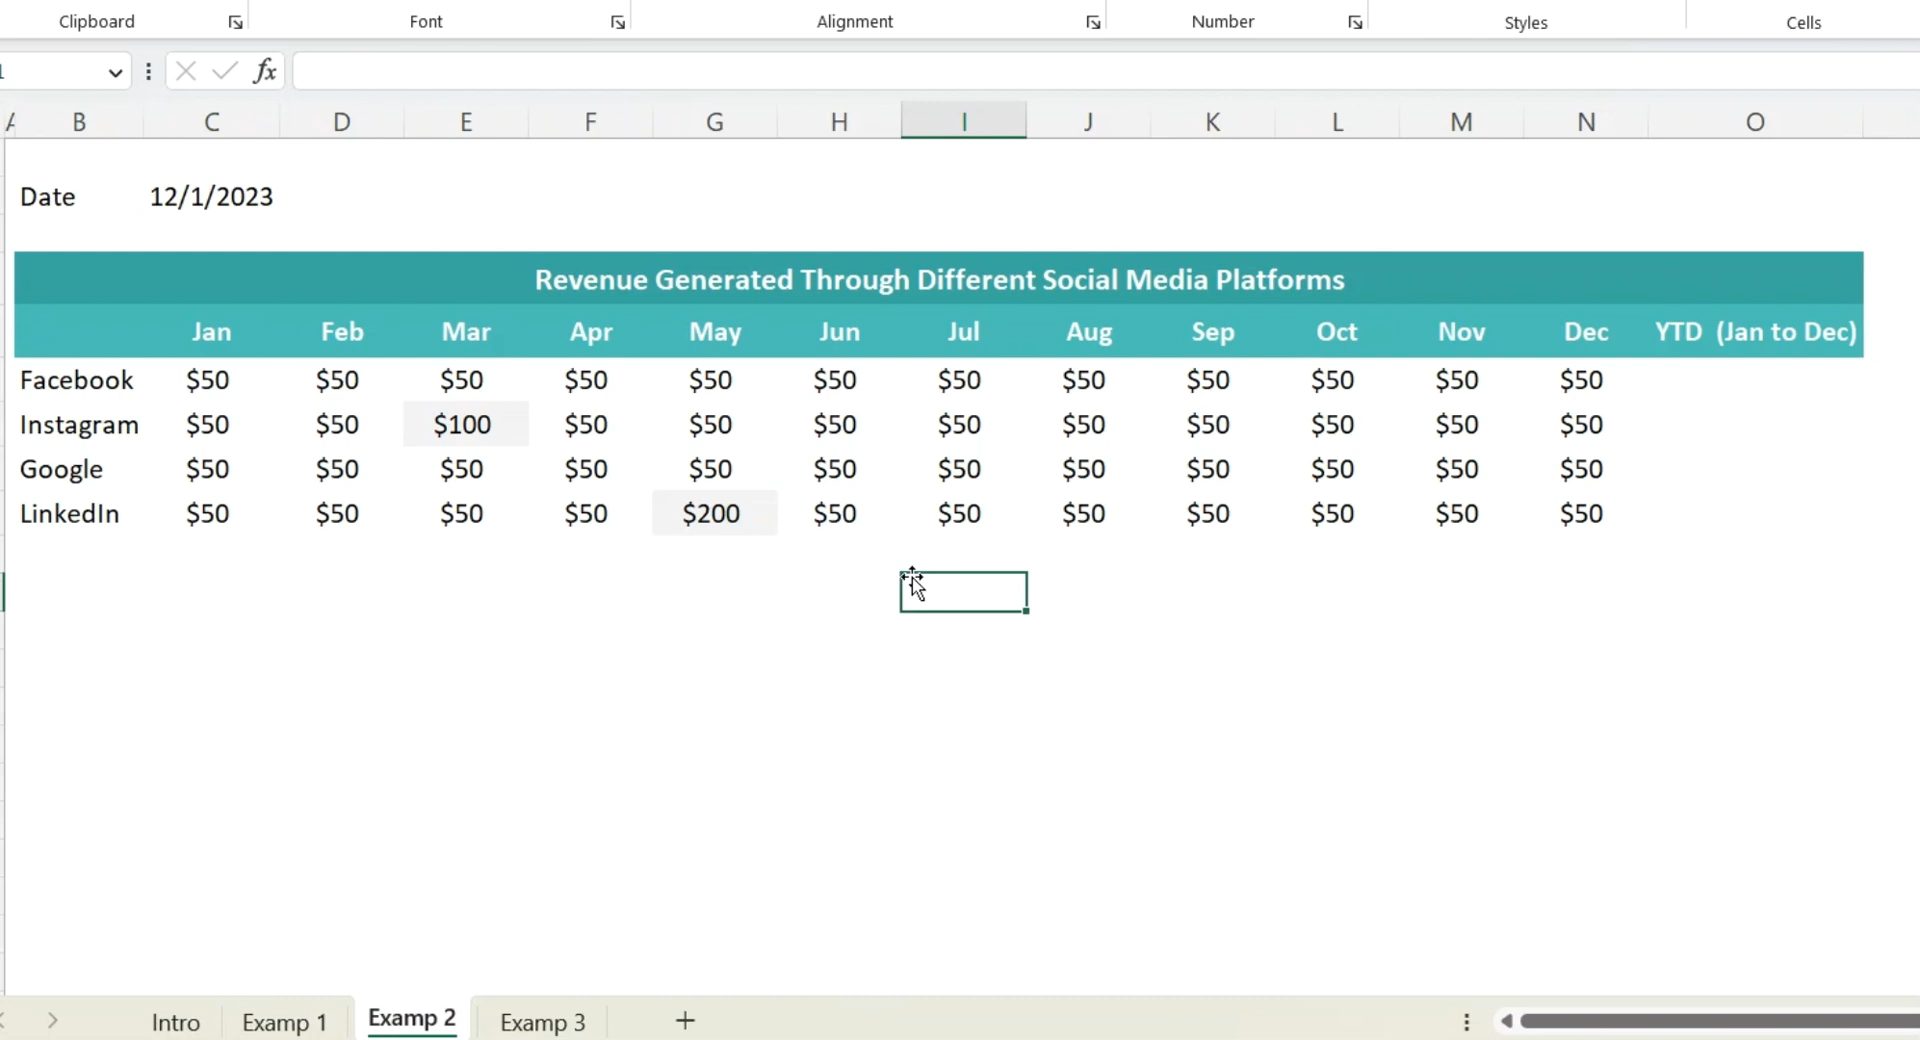 Clipboard Font Alignment Number Styles Cells
fx
B C D E F G H I J K L M N O
Date 12/1/2023
Revenue Generated Through Different Social Media Platforms
Jan Feb Mar Apr May Jun Jul Aug Sep Oct Nov Dec YTD (Jan to Dec)
Facebook $50 $50 $50 $50 $50 $50 $50 $50 $50 $50 $50 $50
Instagram $50 $50 $100 $50 $50 $50 $50 $50 $50 $50 $50 $50
Google $50 $50 $50 $50 $50 $50 $50 $50 $50 $50 $50 $50
LinkedIn $50 $50 $50 $50 $200 $50 $50 $50 $50 $50 $50 $50
Intro Examp 1 Examp 2 Examp 3